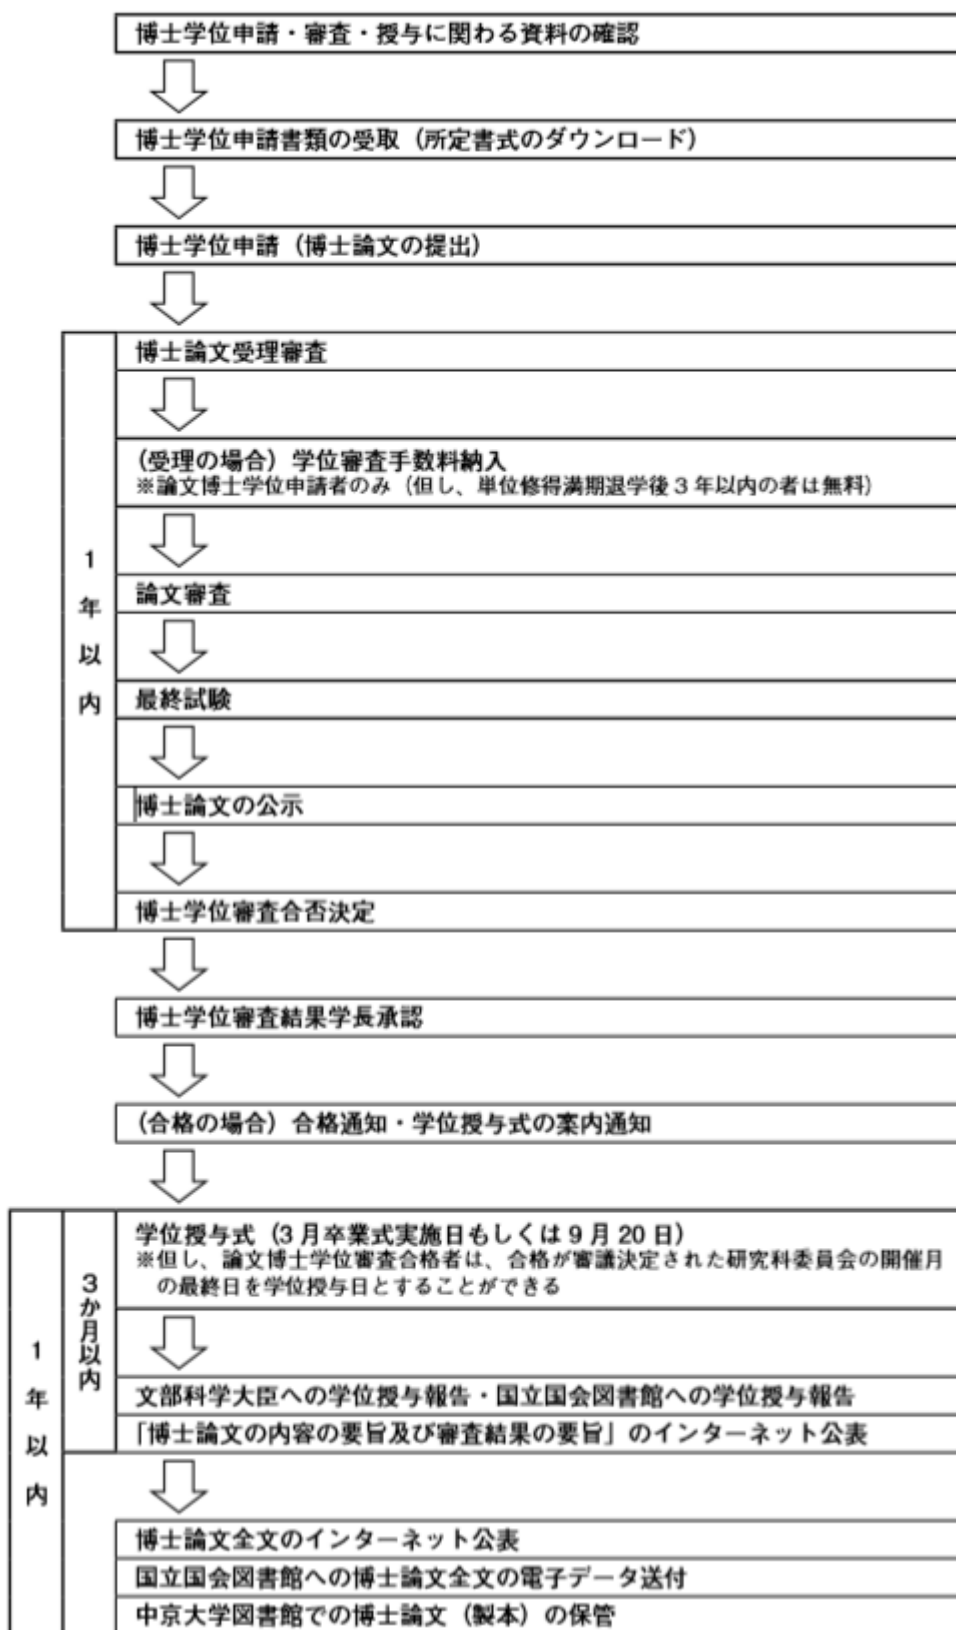 博士学位申請・審査・授与に関わる資料の確認
博士学位申請書類の受取（所定書式のダウンロード）
博士学位申請（博士論文の提出）
1年以内
博士論文受理審査
（受理の場合）学位審査手数料納入
※論文博士学位申請者のみ（但し、単位修得満期退学後3年以内の者は無料）
論文審査
最終試験
博士論文の公示
博士学位審査合否決定
博士学位審査結果学長承認
（合格の場合）合格通知・学位授与式の案内通知
1年以内
3か月以内
学位授与式（3月卒業式実施日もしくは9月20日）
※但し、論文博士学位審査合格者は、合格が審議決定された研究科委員会の開催月
の最終日を学位授与日とすることができる
文部科学大臣への学位授与報告・国立国会図書館への学位授与報告
「博士論文の内容の要旨及び審査結果の要旨」のインターネット公表
博士論文全文のインターネット公表
国立国会図書館への博士論文全文の電子データ送付
中京大学図書館での博士論文（製本）の保管